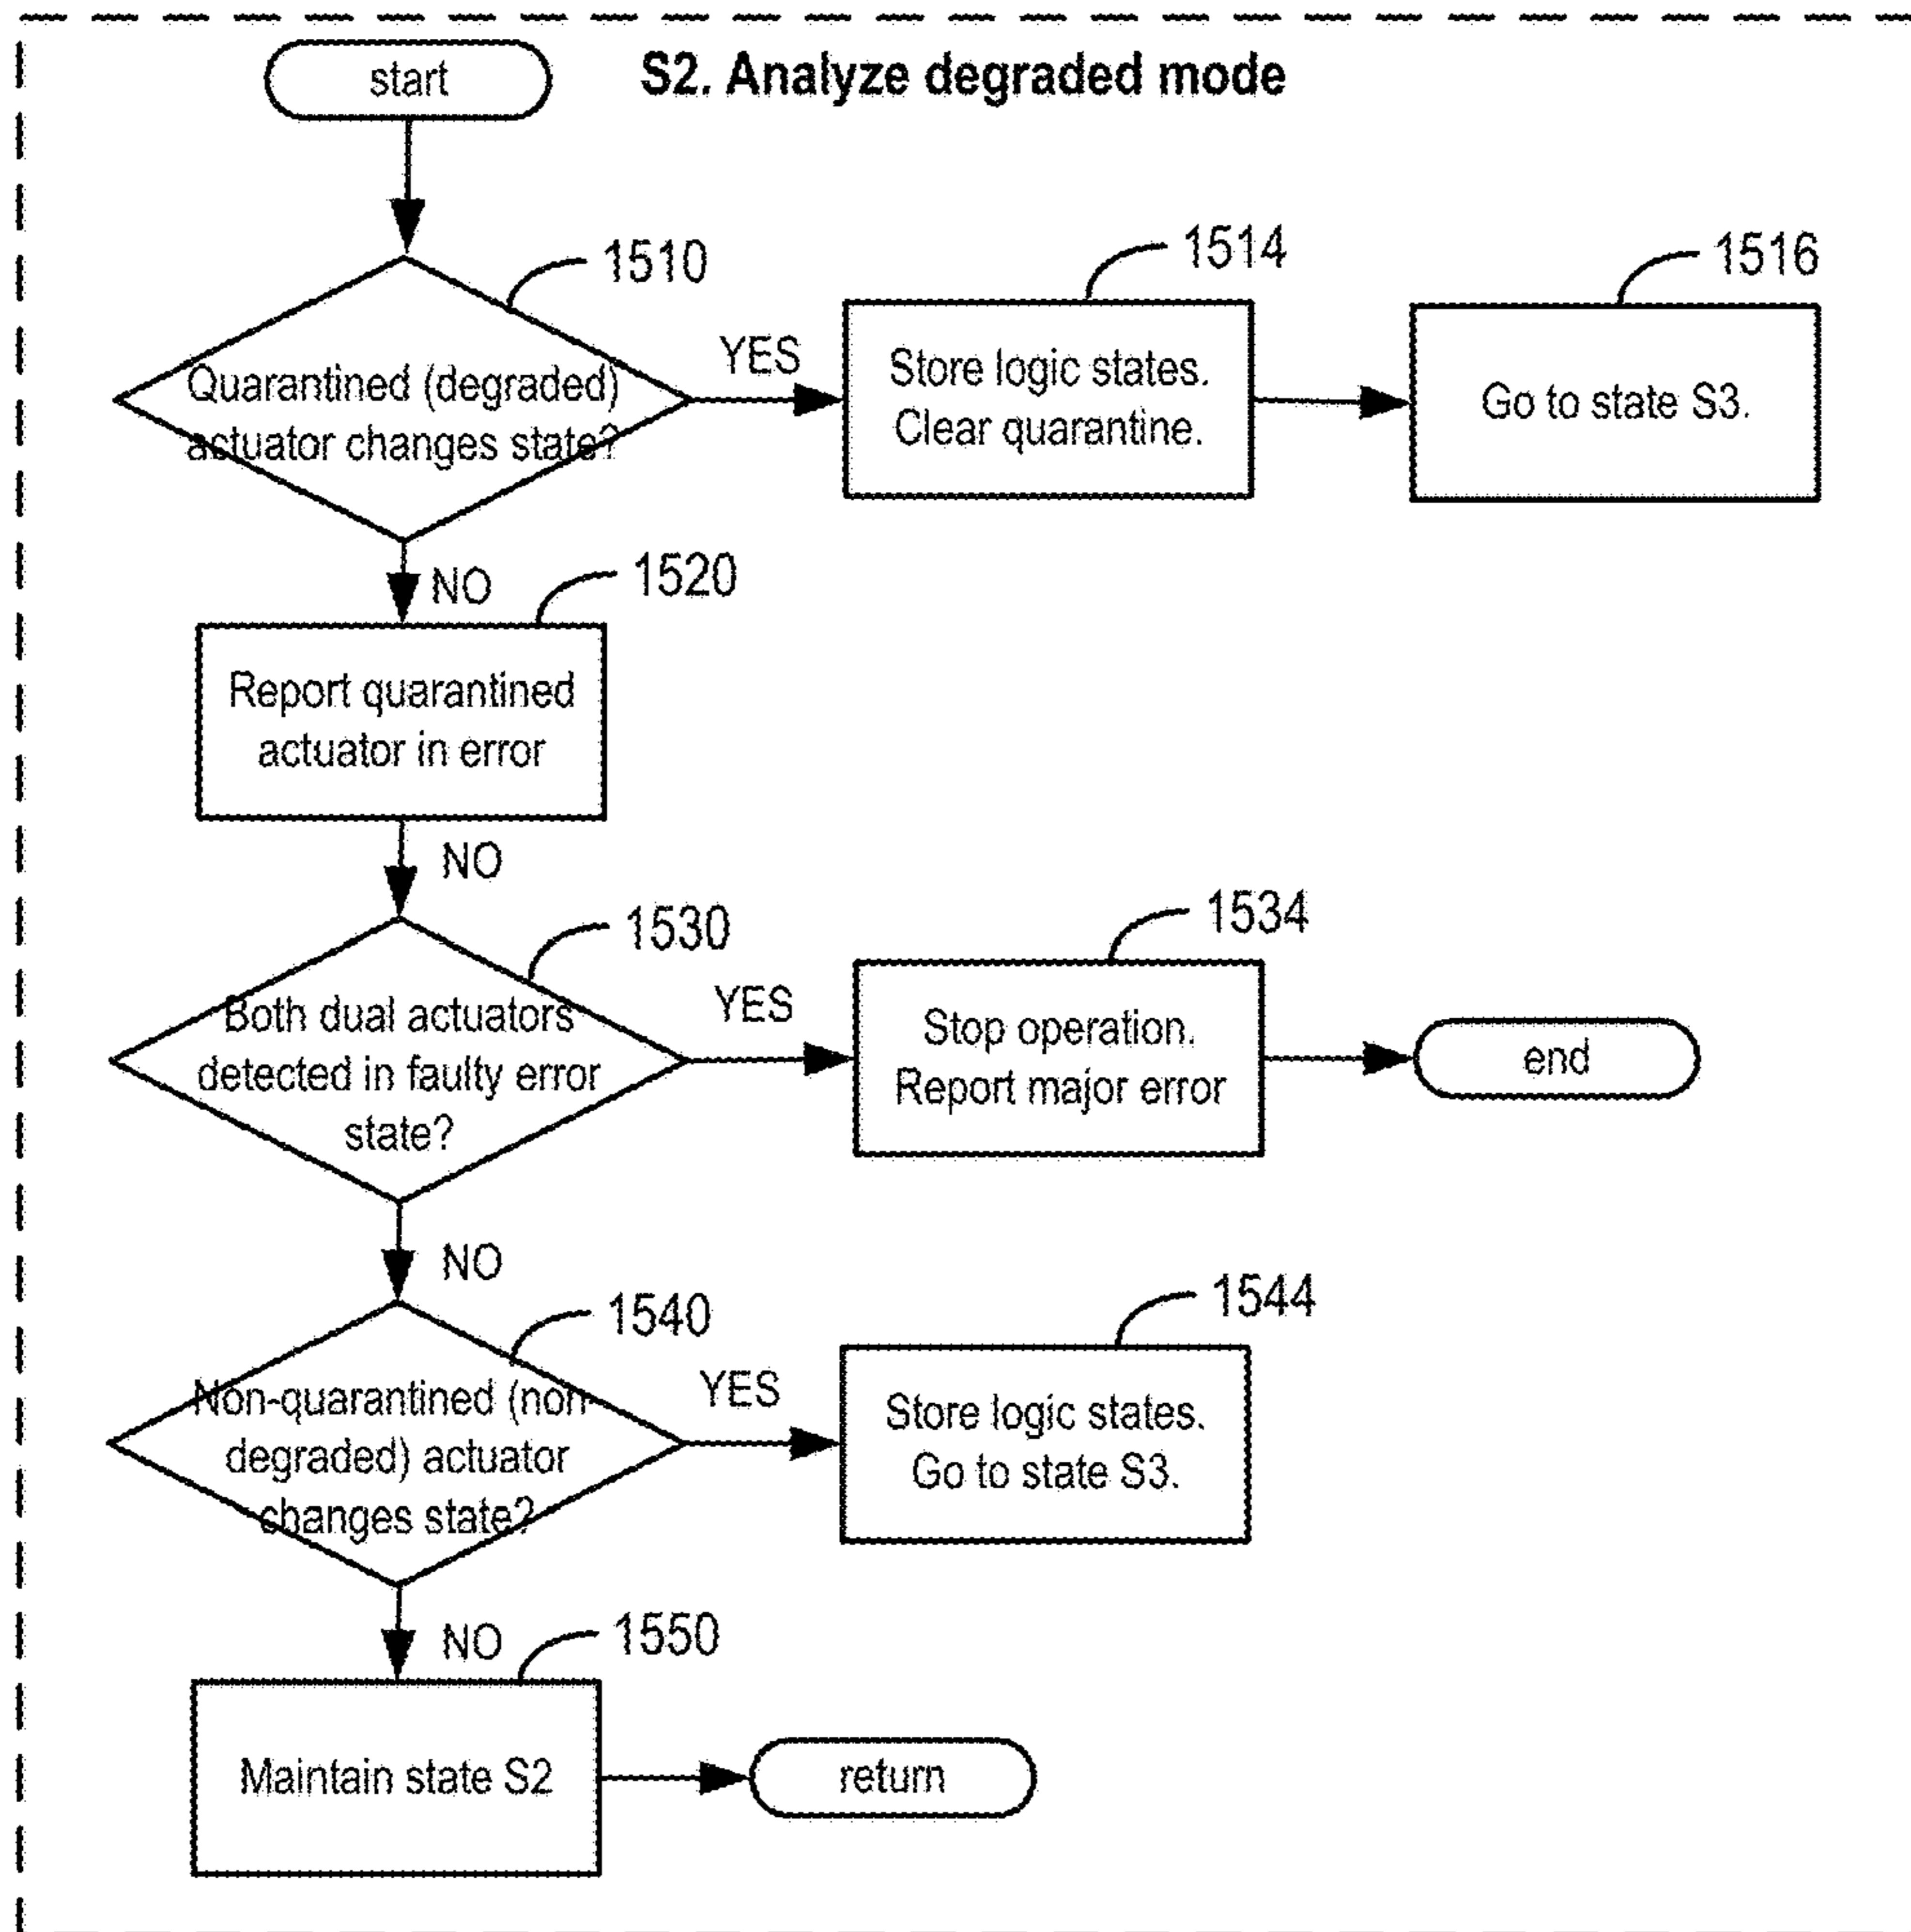 start
S2. Analyze degraded mode
1510
Quarantined (degraded)
actuator changes state?
YES
1514
Store logic states.
Clear quarantine.
1516
Go to state S3.
NO
1520
Report quarantined
actuator in error
NO
1530
Both dual actuators
detected in faulty error
state?
YES
1534
Stop operation.
Report major error
end
NO
1540
Non-quarantined (non-
degraded) actuator
changes state?
YES
1544
Store logic states.
Go to state S3.
NO
1550
Maintain state S2
return